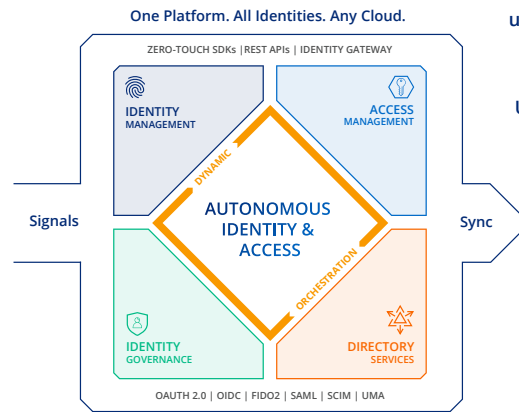 One Platform. All Identities. Any Cloud.
u
ZERO-TOUCH SDKs |REST APIs | IDENTITY GATEWAY
IDENTITY
MANAGEMENT
ACCESS
MANAGEMENT
U
DYNAMIC
Signals
AUTONOMOUS
IDENTITY &
ACCESS
Sync
ORCHESTRATION
IDENTITY
GOVERNANCE
DIRECTORY
SERVICES
OAUTH 2.0 | OIDC | FIDO2 | SAML | SCIM | UMA